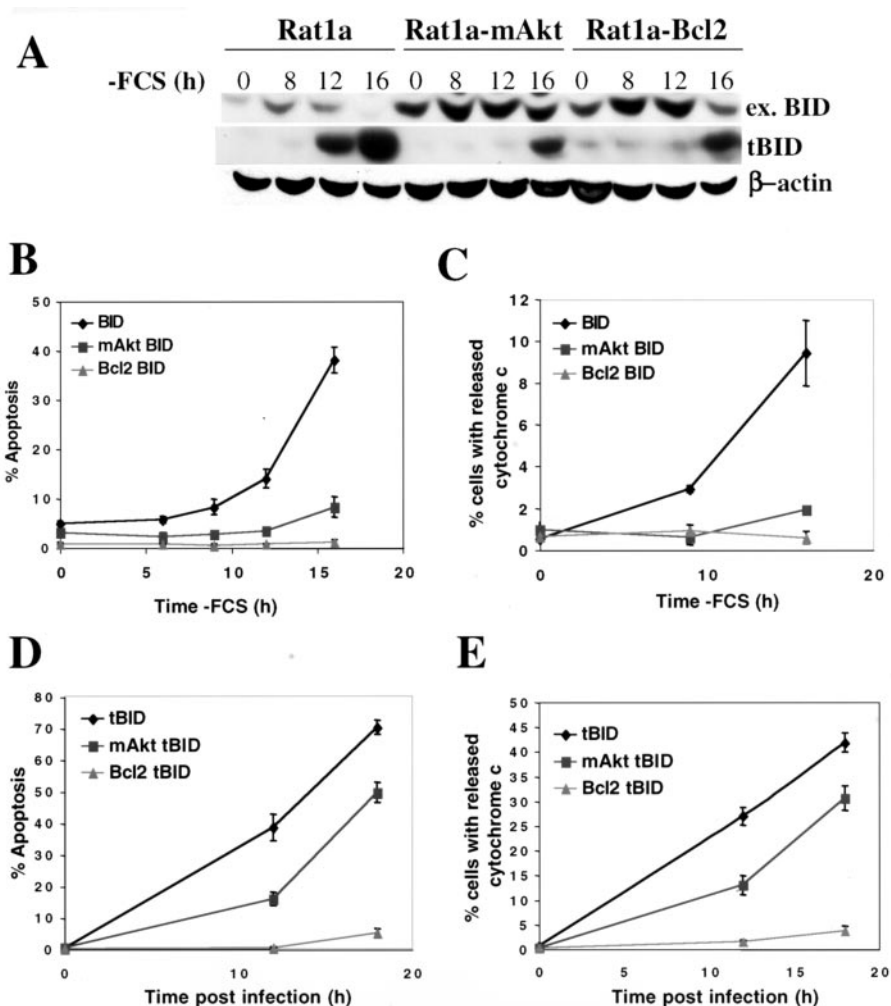 Rat1a Rat1a-mAkt Rat1a-Bcl2
A
-FCS (h) 0 8 12 16 0 8 12 16 0 8 12 16
ex. BID
tBID
β-actin
B
50
40
30
20
10
0
% Apoptosis
BID
mAkt BID
Bcl2 BID
0 5 10 15 20
Time -FCS (h)
C
12
10
8
6
4
2
0
% cells with released
cytochrome c
BID
mAkt BID
Bcl2 BID
0 10 20
Time -FCS (h)
D
80
70
60
50
40
30
20
10
0
% Apoptosis
tBID
mAkt tBID
Bcl2 tBID
0 10 20
Time post infection (h)
E
50
45
40
35
30
25
20
15
10
5
0
% cells with released
cytochrome c
tBID
mAkt tBID
Bcl2 tBID
0 10 20
Time post infection (h)